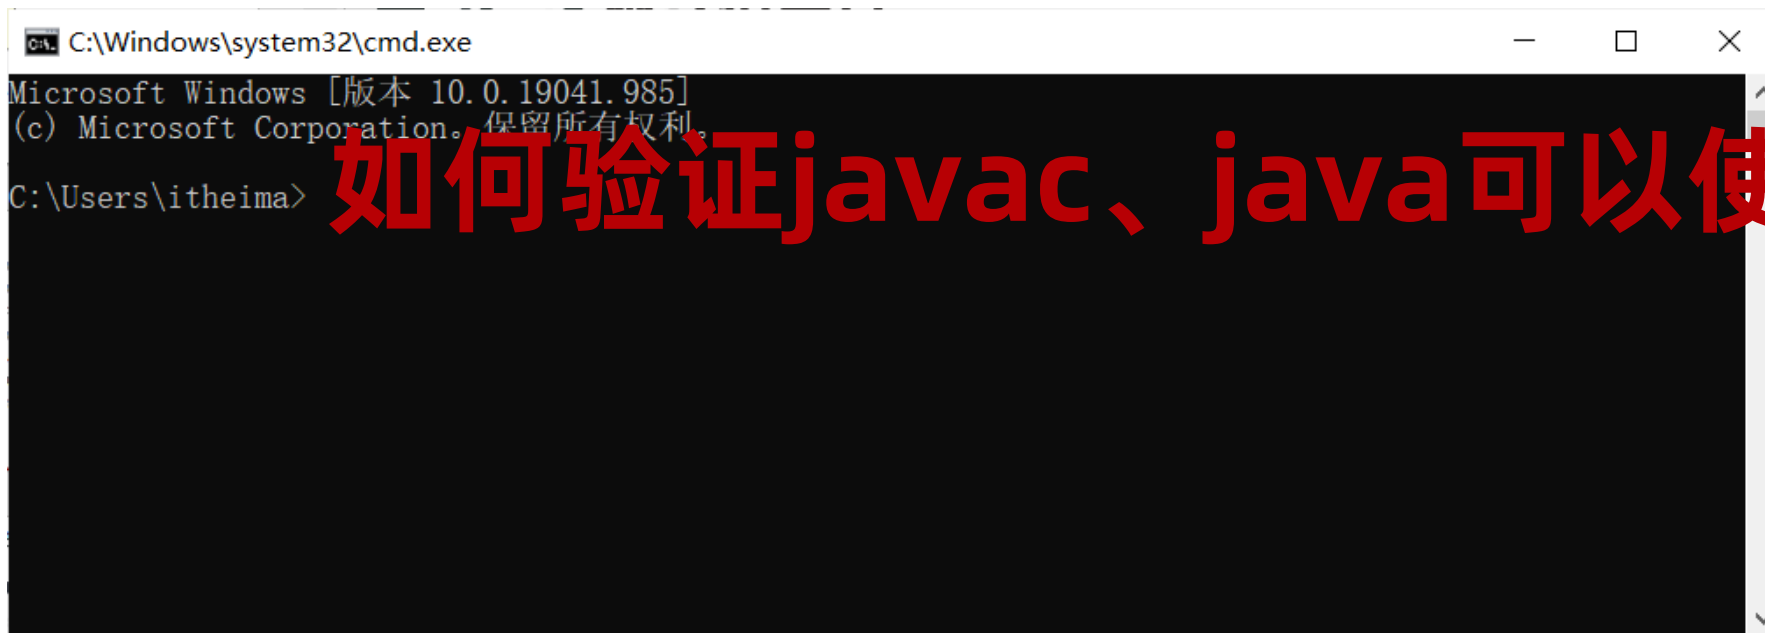 C:\Windows\system32\cmd.exe
Microsoft Windows [版本 10.0.19041.985]
(c) Microsoft Corporation。保留所有权利。
C:\Users\itheima>
如何验证javac、java可以使